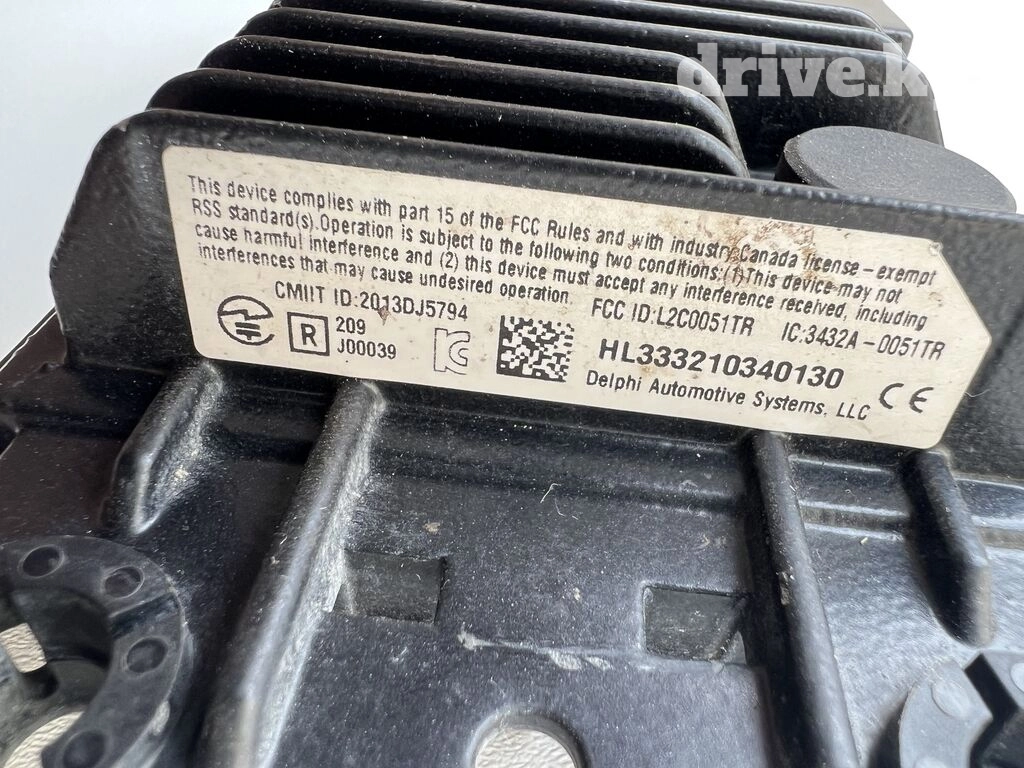 drive.k
This device complies with part 15 of the FCC Rules and with industry Canada license-exempt
RSS standard(s).Operation is subject to the following two conditions:(1)This device may not
cause harmful interference and (2) this device must accept any interference received, including
interferences that may cause undesired operation.
CMIIT ID:2013DJ5794 FCC ID:L2C0051TR IC:3432A-0051TR
R 209
J00039
HL333210340130
Delphi Automotive Systems, LLC CE